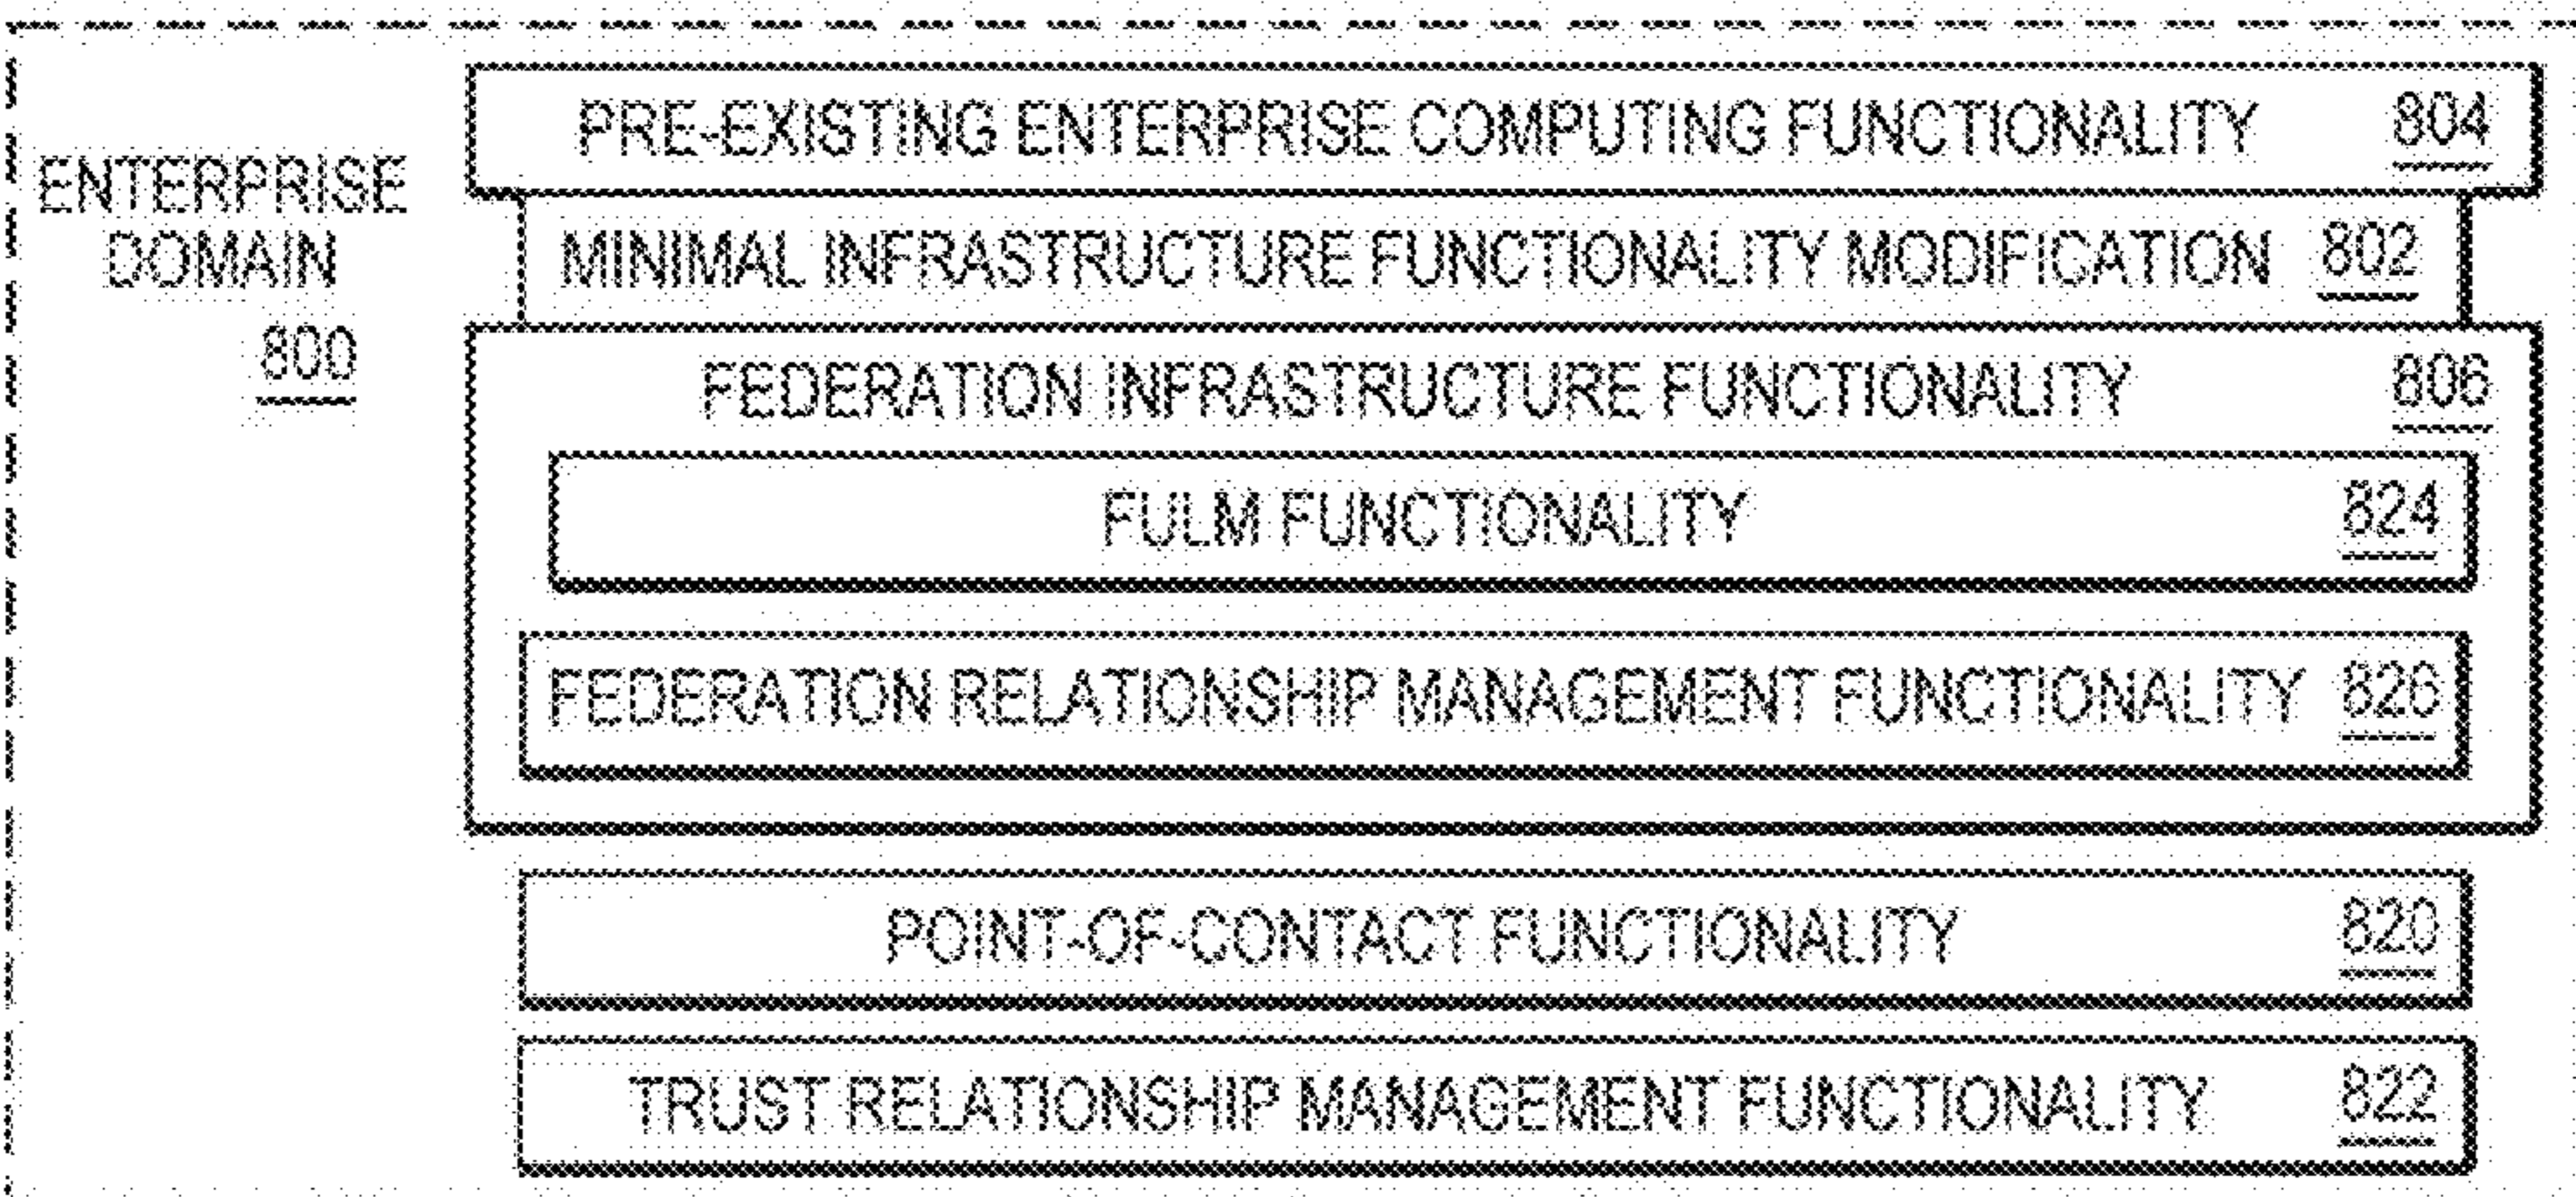 PRE-EXISTING ENTERPRISE COMPUTING FUNCTIONALITY 804
ENTERPRISE
DOMAIN
800
MINIMAL INFRASTRUCTURE FUNCTIONALITY MODIFICATION 802
FEDERATION INFRASTRUCTURE FUNCTIONALITY 806
FULM FUNCTIONALITY 824
FEDERATION RELATIONSHIP MANAGEMENT FUNCTIONALITY 826
POINT-OF-CONTACT FUNCTIONALITY 820
TRUST RELATIONSHIP MANAGEMENT FUNCTIONALITY 822